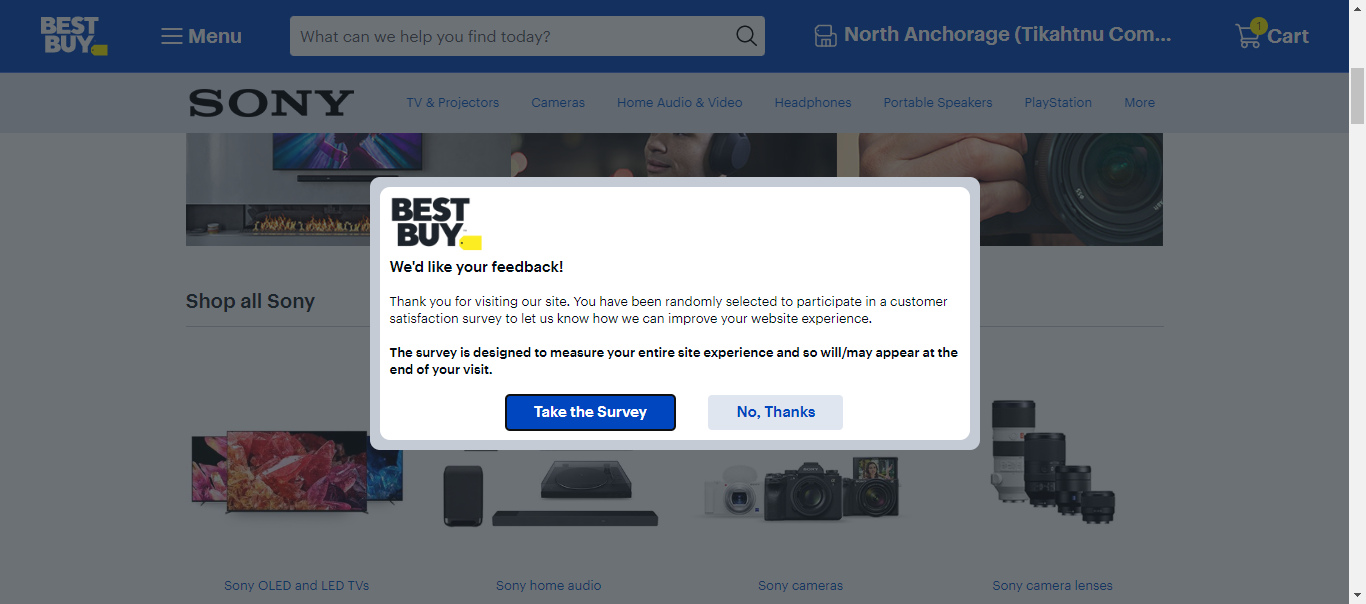 BEST
BUY
Menu
What can we help you find today?
North Anchorage (Tikahtnu Com...
1
Cart
SONY
TV & Projectors
Cameras
Home Audio & Video
Headphones
Portable Speakers
PlayStation
More
BEST
BUY
We'd like your feedback!
Thank you for visiting our site. You have been randomly selected to participate in a customer
satisfaction survey to let us know how we can improve your website experience.
The survey is designed to measure your entire site experience and so will/may appear at the
end of your visit.
Take the Survey
No, Thanks
Shop all Sony
Sony OLED and LED TVs
Sony home audio
Sony cameras
Sony camera lenses